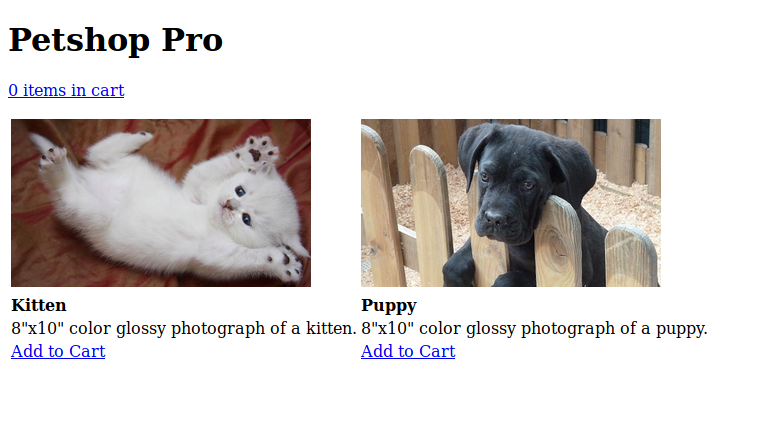 Petshop Pro
0 items in cart
Kitten
8"x10" color glossy photograph of a kitten.
Add to Cart
Puppy
8"x10" color glossy photograph of a puppy.
Add to Cart